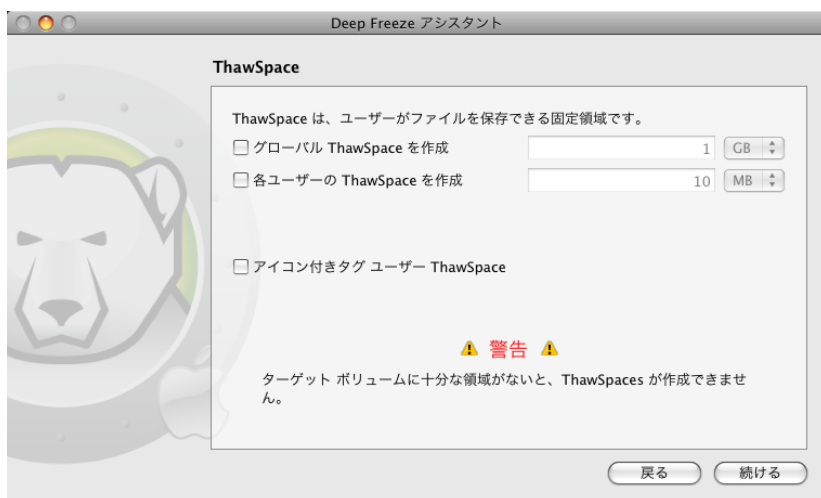 Deep Freeze アシスタント
ThawSpace
ThawSpace は、ユーザーがファイルを保存できる固定領域です。
グローバル ThawSpace を作成 1 GB
各ユーザーの ThawSpace を作成 10 MB
アイコン付きタグ ユーザー ThawSpace
警告
ターゲット ボリュームに十分な領域がないと、ThawSpaces が作成できませ
ん。
戻る 続ける